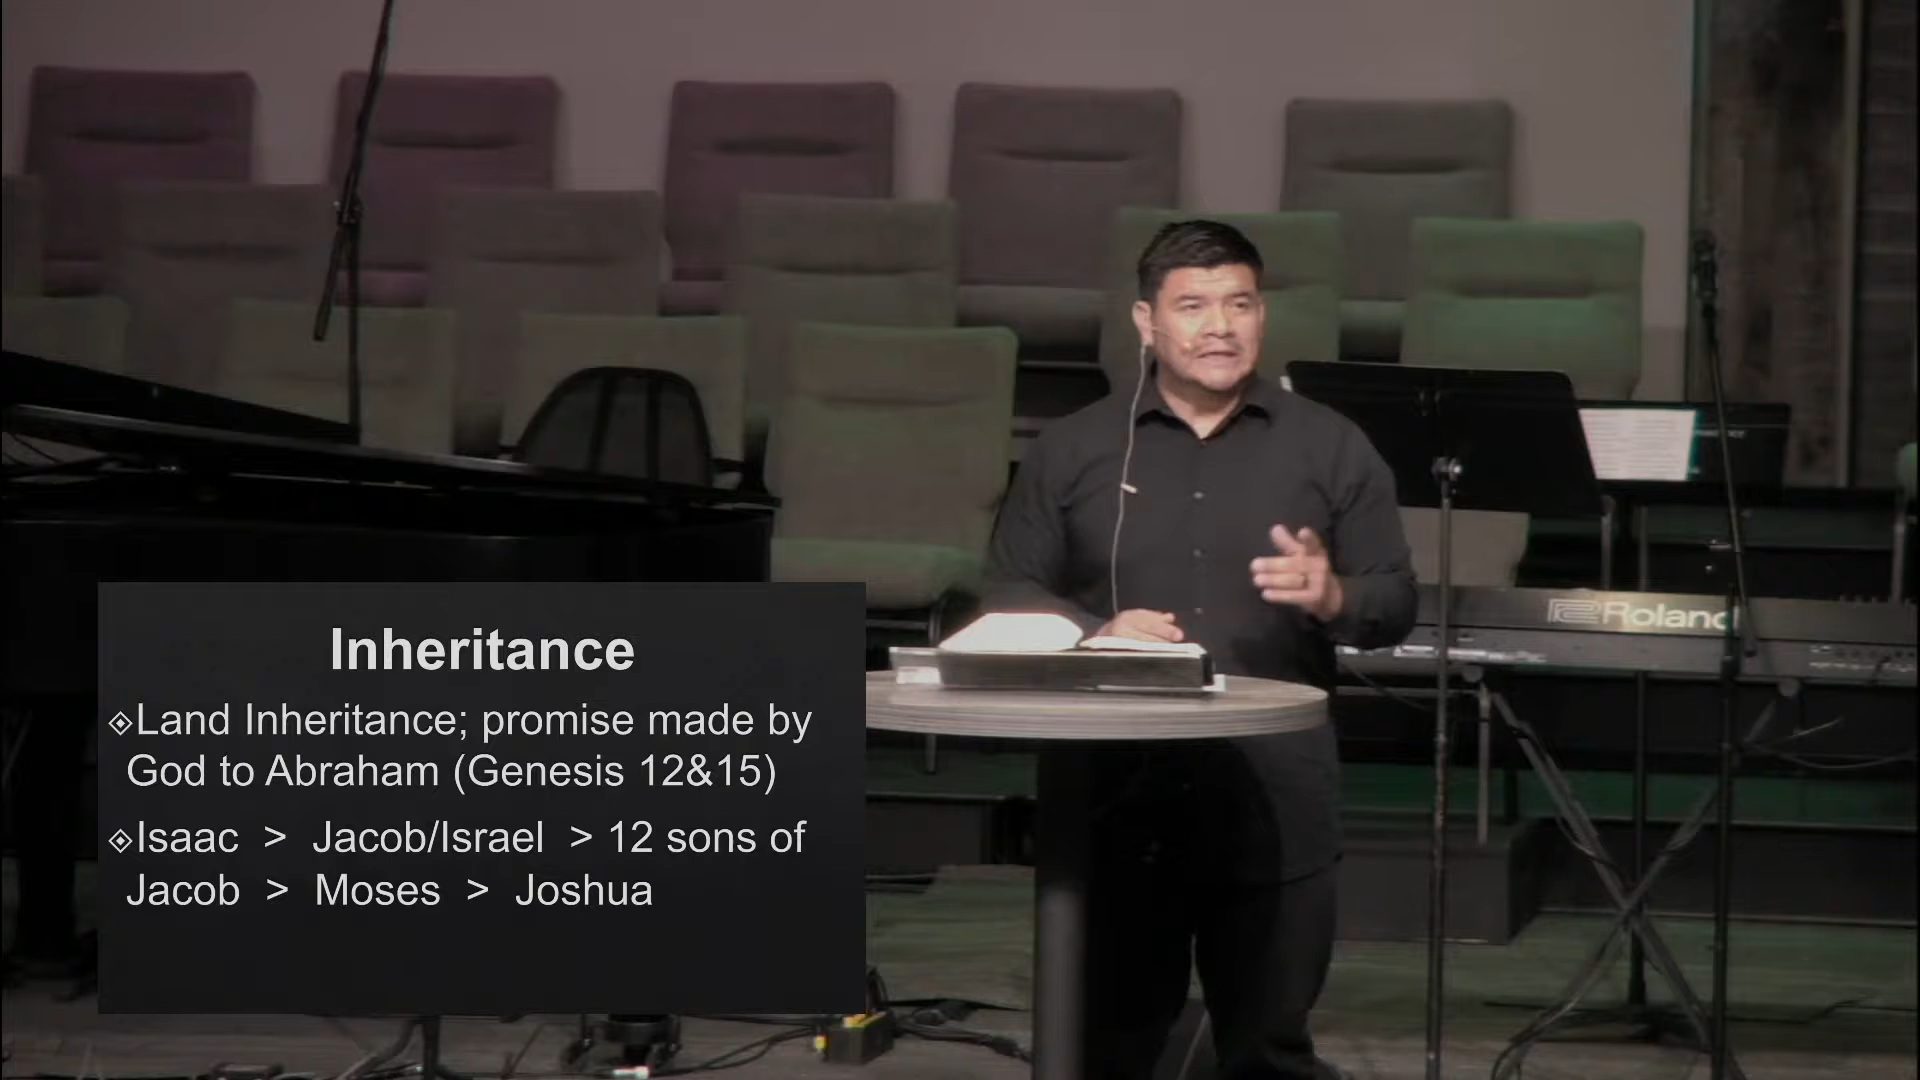 Inheritance
◈Land Inheritance; promise made by
God to Abraham (Genesis 12&15)
◈Isaac > Jacob/Israel > 12 sons of
Jacob > Moses > Joshua
Roland